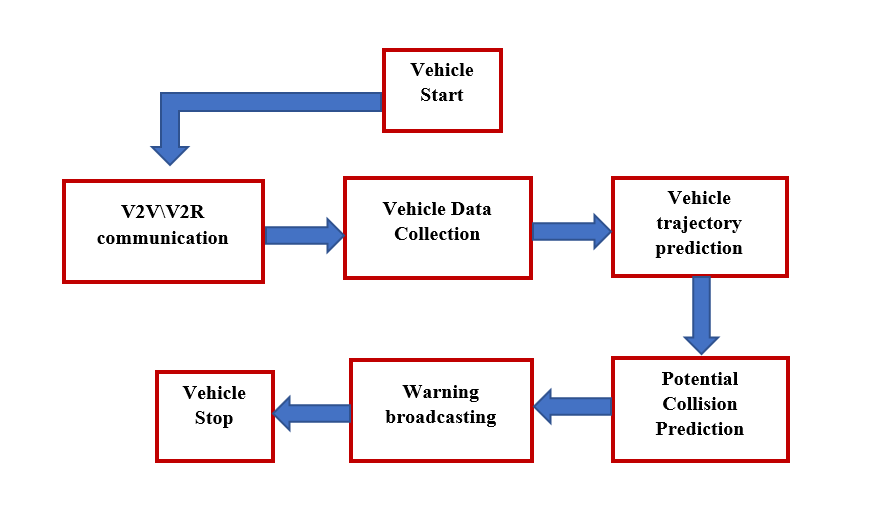 Vehicle
Start
V2V\V2R
communication
Vehicle Data
Collection
Vehicle
trajectory
prediction
Potential
Collision
Prediction
Warning
broadcasting
Vehicle
Stop